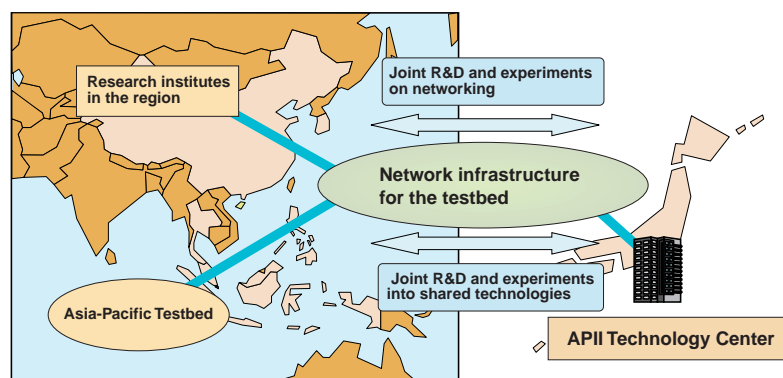 Research institutes
in the region
Joint R&D and experiments
on networking
Network infrastructure
for the testbed
Joint R&D and experiments
into shared technologies
Asia-Pacific Testbed
APII Technology Center